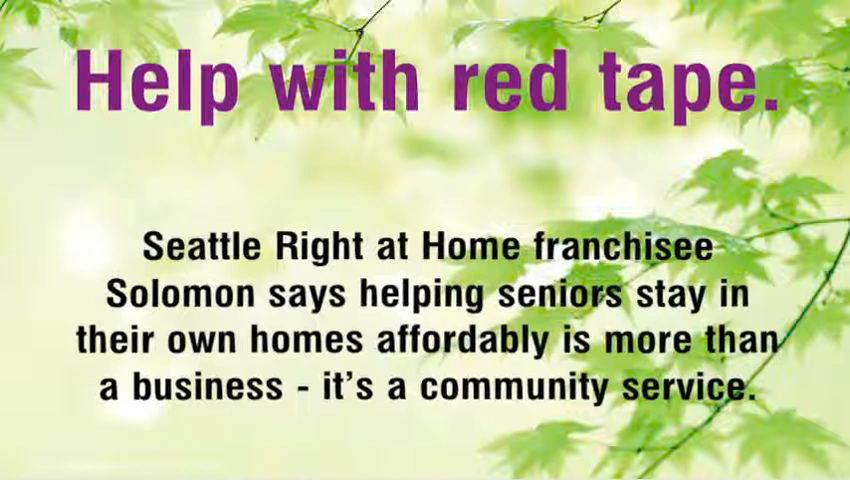 Help with red tape.
Seattle Right at Home franchisee
Solomon says helping seniors stay in
their own homes affordably is more than
a business - it's a community service.